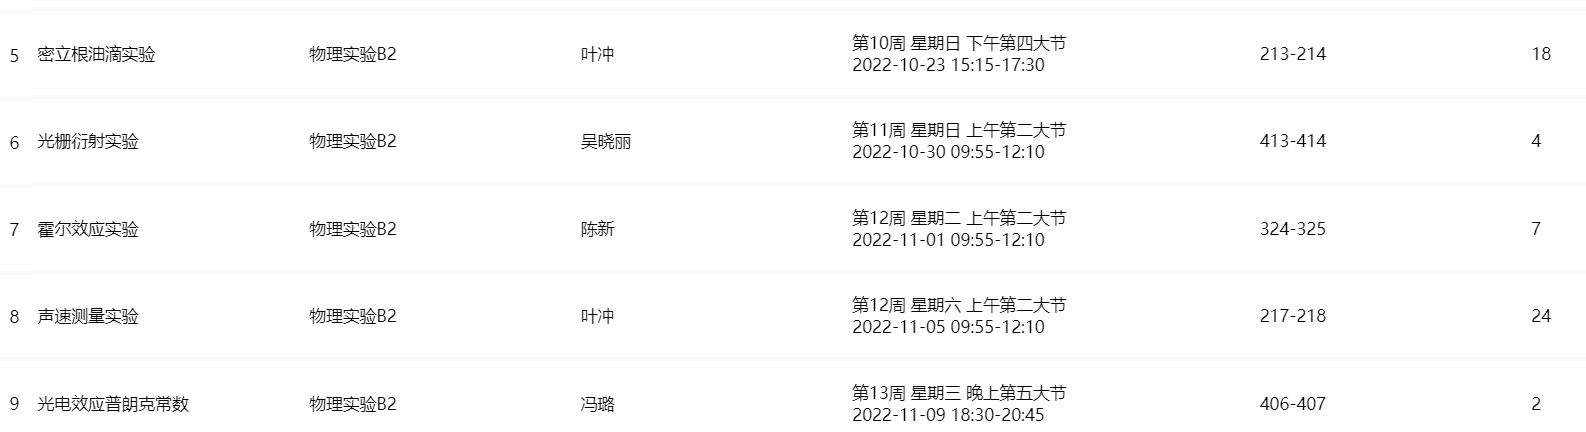 5 密立根油滴实验 物理实验B2 叶冲 第10周 星期日 下午第四大节 213-214 18
2022-10-23 15:15-17:30
6 光栅衍射实验 物理实验B2 吴晓丽 第11周 星期日 上午第二大节 413-414 4
2022-10-30 09:55-12:10
7 霍尔效应实验 物理实验B2 陈新 第12周 星期二 上午第二大节 324-325 7
2022-11-01 09:55-12:10
8 声速测量实验 物理实验B2 叶冲 第12周 星期六 上午第二大节 217-218 24
2022-11-05 09:55-12:10
9 光电效应普朗克常数 物理实验B2 冯璐 第13周 星期三 晚上第五大节 406-407 2
2022-11-09 18:30-20:45